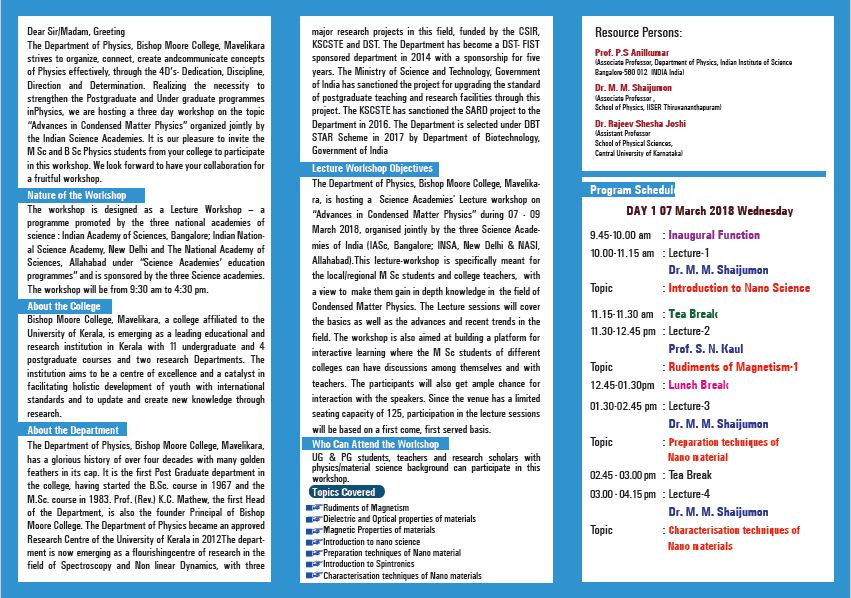 Dear Sir/Madam, Greeting
The Department of Physics, Bishop Moore College, Mavelikara
strives to organize, connect, create andcommunicate concepts
of Physics effectively, through the 4D's- Dedication, Discipline,
Direction and Determination. Realizing the necessity to
strengthen the Postgraduate and Under graduate programmes
inPhysics, we are hosting a three day workshop on the topic
"Advances in Condensed Matter Physics" organized jointly by
the Indian Science Academies. It is our pleasure to invite the
M Sc and B Sc Physics students from your college to participate
in this workshop. We look forward to have your collaboration for
a fruitful workshop.
Nature of the Workshop
The workshop is designed as a Lecture Workshop – a
programme promoted by the three national academies of
science : Indian Academy of Sciences, Bangalore; Indian Nation-
al Science Academy, New Delhi and The National Academy of
Sciences, Allahabad under "Science Academies' education
programmes" and is sponsored by the three Science academies.
The workshop will be from 9:30 am to 4:30 pm.
About the College
Bishop Moore College, Mavelikara, a college affiliated to the
University of Kerala, is emerging as a leading educational and
research institution in Kerala with 11 undergraduate and 4
postgraduate courses and two research Departments. The
institution aims to be a centre of excellence and a catalyst in
facilitating holistic development of youth with international
standards and to update and create new knowledge through
research.
About the Department
The Department of Physics, Bishop Moore College, Mavelikara,
has a glorious history of over four decades with many golden
feathers in its cap. It is the first Post Graduate department in
the college, having started the B.Sc. course in 1967 and the
M.Sc. course in 1983. Prof. (Rev.) K.C. Mathew, the first Head
of the Department, is also the founder Principal of Bishop
Moore College. The Department of Physics became an approved
Research Centre of the University of Kerala in 2012The depart-
ment is now emerging as a flourishingcentre of research in the
field of Spectroscopy and Non linear Dynamics, with three
major research projects in this field, funded by the CSIR,
KSCSTE and DST. The Department has become a DST- FIST
sponsored department in 2014 with a sponsorship for five
years. The Ministry of Science and Technology, Government
of India has sanctioned the project for upgrading the standard
of postgraduate teaching and research facilities through this
project. The KSCSTE has sanctioned the SARD project to the
Department in 2016. The Department is selected under DBT
STAR Scheme in 2017 by Department of Biotechnology,
Government of India
Lecture Workshop Objectives
The Department of Physics, Bishop Moore College, Mavelika-
ra, is hosting a Science Academies' Lecture workshop on
"Advances in Condensed Matter Physics" during 07 - 09
March 2018, organised jointly by the three Science Acade-
mies of India (IASc, Bangalore; INSA, New Delhi & NASI,
Allahabad).This lecture-workshop is specifically meant for
the local/regional M Sc students and college teachers, with
a view to make them gain in depth knowledge in the field of
Condensed Matter Physics. The Lecture sessions will cover
the basics as well as the advances and recent trends in the
field. The workshop is also aimed at building a platform for
interactive learning where the M Sc students of different
colleges can have discussions among themselves and with
teachers. The participants will also get ample chance for
interaction with the speakers. Since the venue has a limited
seating capacity of 125, participation in the lecture sessions
will be based on a first come, first served basis.
Who Can Attend the Workshop
UG & PG students, teachers and research scholars with
physics/material science background can participate in this
workshop.
Topics Covered
Rudiments of Magnetism
Dielectric and Optical properties of materials
Magnetic Properties of materials
Introduction to nano science
Preparation techniques of Nano material
Introduction to Spintronics
Characterisation techniques of Nano materials
Resource Persons:
Prof. P.S Anilkumar
(Associate Professor, Department of Physics, Indian Institute of Science
Bangalore-560 012 INDIA India)
Dr. M. M. Shaijumon
(Associate Professor ,
School of Physics, IISER Thiruvananthapuram)
Dr. Rajeev Shesha Joshi
(Assistant Professor
School of Physical Sciences,
Central University of Karnataka)
Program Schedule
DAY 1 07 March 2018 Wednesday
9.45-10.00 am : Inaugural Function
10.00-11.15 am : Lecture-1
Dr. M. M. Shaijumon
Topic : Introduction to Nano Science
11.15-11.30 am : Tea Break
11.30-12.45 pm : Lecture-2
Prof. S. N. Kaul
Topic : Rudiments of Magnetism-1
12.45-01.30pm : Lunch Break
01.30-02.45 pm : Lecture-3
Dr. M. M. Shaijumon
Topic : Preparation techniques of
Nano material
02.45 - 03.00 pm : Tea Break
03.00 - 04.15 pm : Lecture-4
Dr. M. M. Shaijumon
Topic : Characterisation techniques of
Nano materials